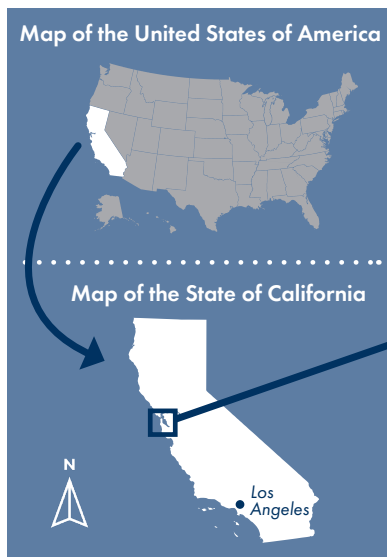 Map of the United States of America
Map of the State of California
Los
Angeles
N